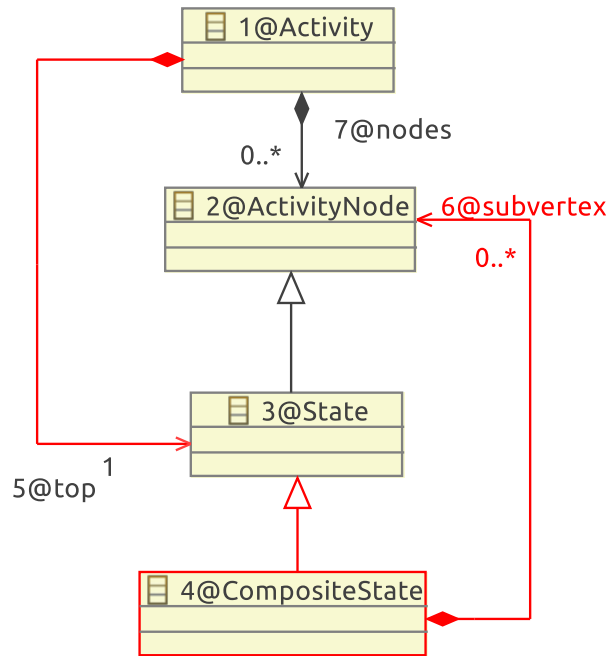 1@Activity
7@nodes
0..*
2@ActivityNode
6@subvertex
0..*
3@State
1
5@top
4@CompositeState